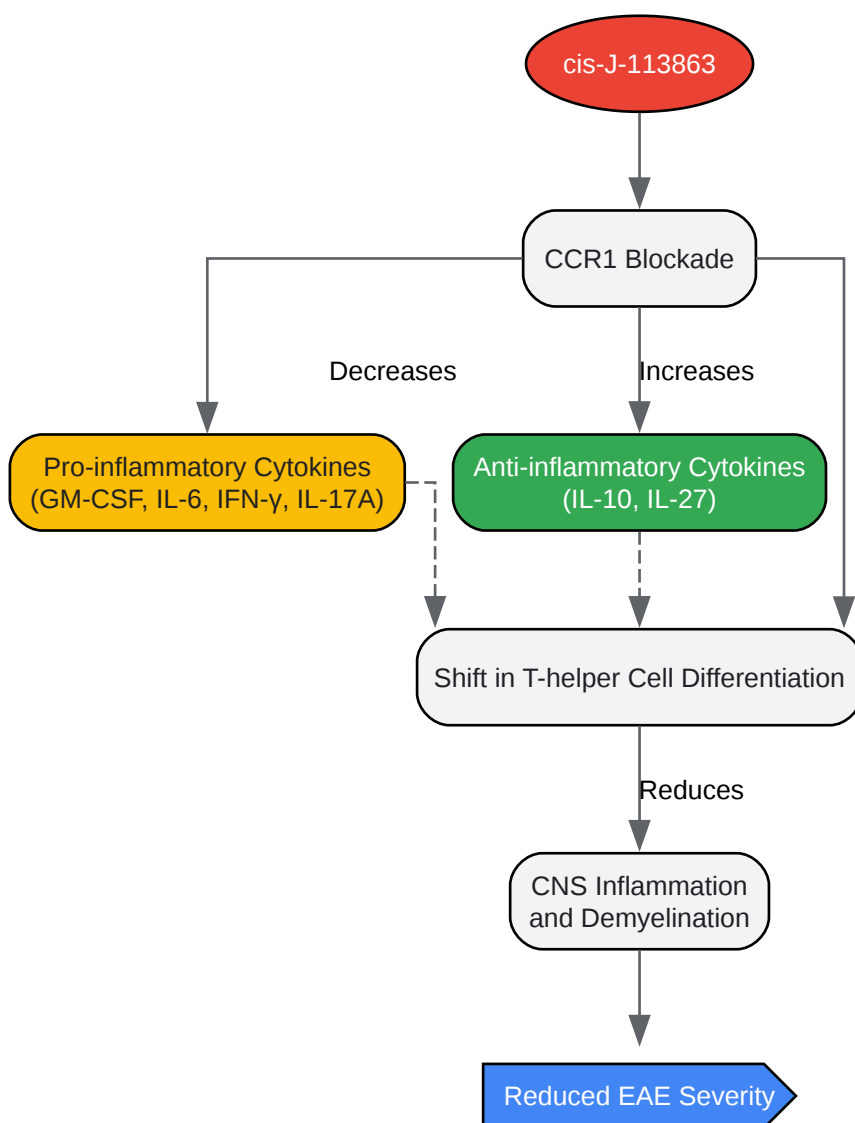 cis-J-113863
CCR1 Blockade
Decreases
Increases
Pro-inflammatory Cytokines
(GM-CSF, IL-6, IFN-γ, IL-17A)
Anti-inflammatory Cytokines
(IL-10, IL-27)
Shift in T-helper Cell Differentiation
Reduces
CNS Inflammation
and Demyelination
Reduced EAE Severity